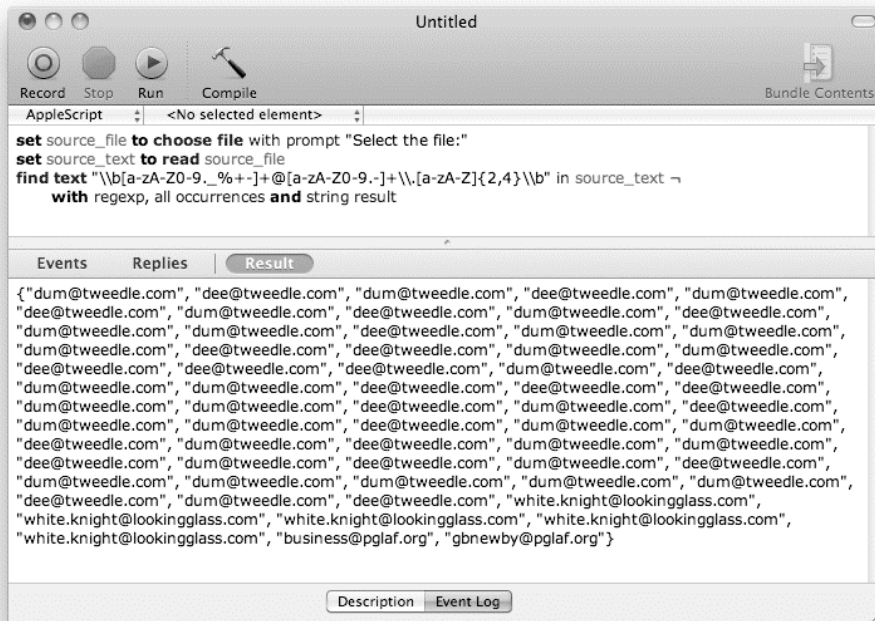 Untitled
Record Stop Run Compile Bundle Contents
AppleScript <No selected element>
set source_file to choose file with prompt "Select the file:"
set source_text to read source_file
find text "\\b[a-zA-Z0-9._%+-]+@[a-zA-Z0-9.-]+\\.[a-zA-Z]{2,4}\\b" in source_text ¬
with regexp, all occurrences and string result
Events Replies Result
{"dum@tweedle.com", "dee@tweedle.com", "dum@tweedle.com", "dee@tweedle.com", "dum@tweedle.com",
"dee@tweedle.com", "dum@tweedle.com", "dee@tweedle.com", "dum@tweedle.com", "dee@tweedle.com",
"dum@tweedle.com", "dum@tweedle.com", "dee@tweedle.com", "dum@tweedle.com", "dum@tweedle.com",
"dum@tweedle.com", "dee@tweedle.com", "dee@tweedle.com", "dum@tweedle.com", "dum@tweedle.com",
"dee@tweedle.com", "dee@tweedle.com", "dee@tweedle.com", "dum@tweedle.com", "dee@tweedle.com",
"dum@tweedle.com", "dum@tweedle.com", "dee@tweedle.com", "dee@tweedle.com", "dee@tweedle.com",
"dum@tweedle.com", "dum@tweedle.com", "dee@tweedle.com", "dum@tweedle.com", "dee@tweedle.com",
"dum@tweedle.com", "dum@tweedle.com", "dee@tweedle.com", "dum@tweedle.com", "dum@tweedle.com",
"dee@tweedle.com", "dum@tweedle.com", "dee@tweedle.com", "dum@tweedle.com", "dum@tweedle.com",
"dee@tweedle.com", "dum@tweedle.com", "dee@tweedle.com", "dum@tweedle.com", "dee@tweedle.com",
"dum@tweedle.com", "dum@tweedle.com", "dum@tweedle.com", "dum@tweedle.com", "dum@tweedle.com",
"dee@tweedle.com", "dum@tweedle.com", "dee@tweedle.com", "white.knight@lookingglass.com",
"white.knight@lookingglass.com", "white.knight@lookingglass.com", "white.knight@lookingglass.com",
"white.knight@lookingglass.com", "business@pglaf.org", "gbnewby@pglaf.org"}
Description Event Log